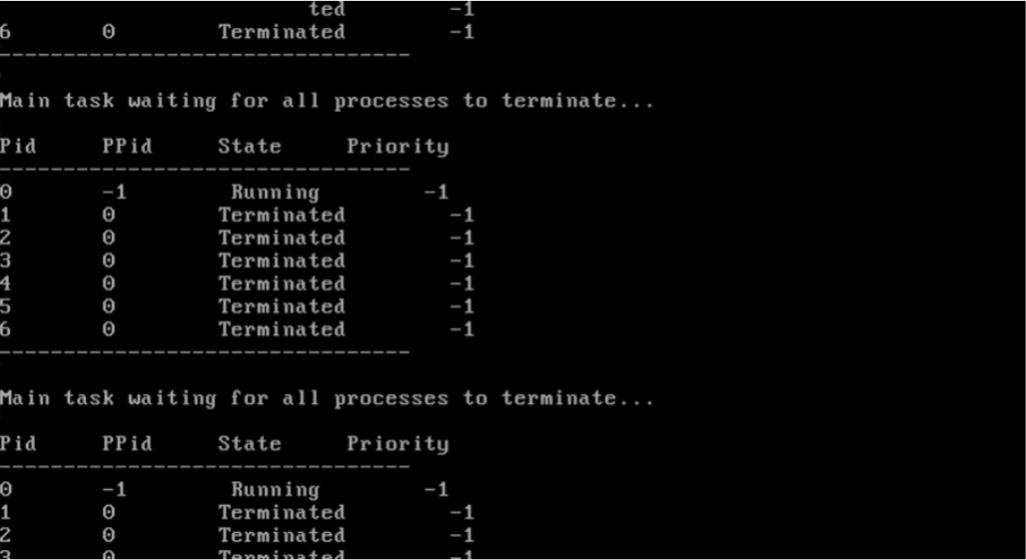 ted -1
6 0 Terminated -1
--------------------------------
Main task waiting for all processes to terminate...
Pid PPid State Priority
--------------------------------
0 -1 Running -1
1 0 Terminated -1
2 0 Terminated -1
3 0 Terminated -1
4 0 Terminated -1
5 0 Terminated -1
6 0 Terminated -1
--------------------------------
Main task waiting for all processes to terminate...
Pid PPid State Priority
--------------------------------
0 -1 Running -1
1 0 Terminated -1
2 0 Terminated -1
3 0 Terminated -1